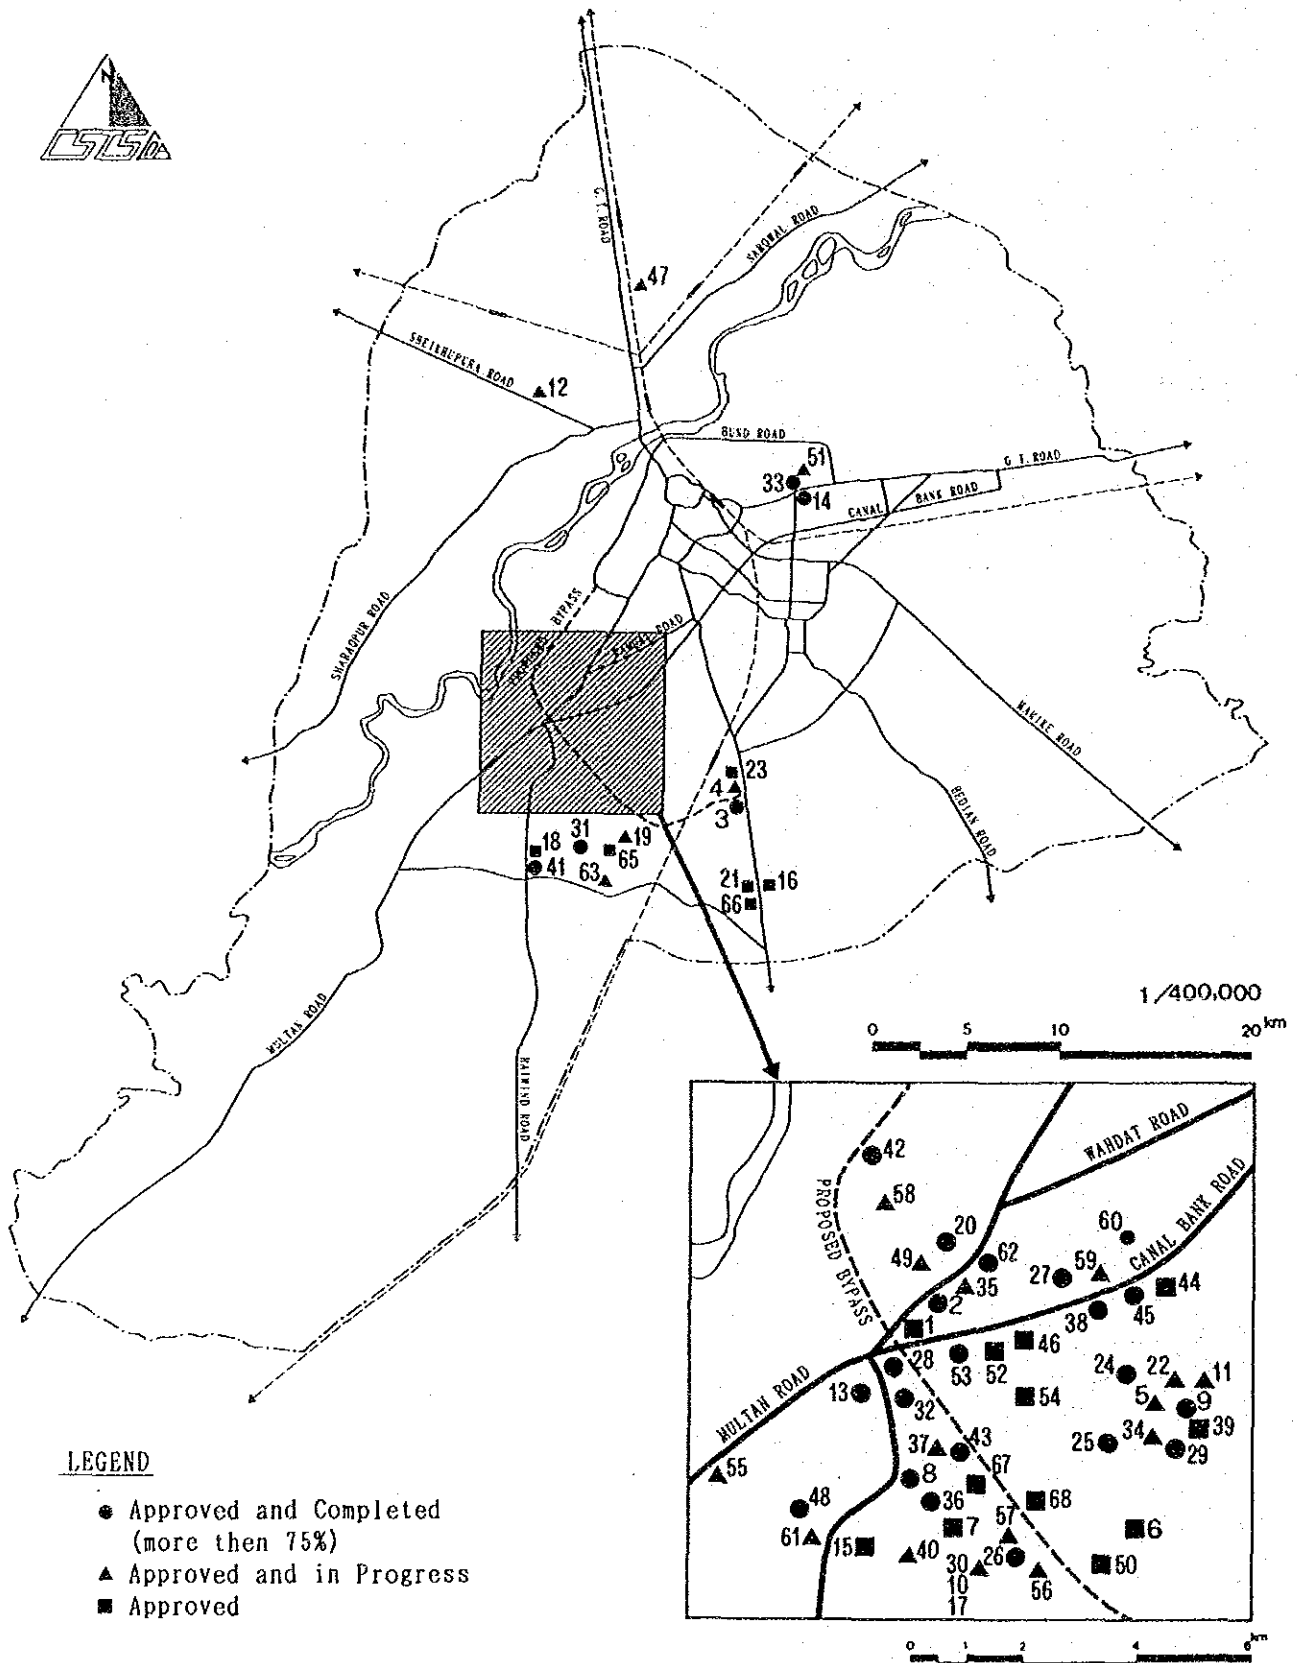 N
G. T. ROAD
NAROWAL ROAD
47
SHEIKHUPURA ROAD
12
BUND ROAD
51
G T. ROAD
33
14
CANAL
BANK ROAD
SHARAQPUR ROAD
BYPASS
ROAD
BEDIAN ROAD
23
4
3
31
19
18
65
41
63
21
16
66
MULTAN ROAD
RAIWIND ROAD
1/400,000
0 5 10 20 km
WAHDAT ROAD
CANAL BANK ROAD
PROPOSED BYPASS
MULTAN ROAD
42
58
20
60
49
62
27
59
44
35
2
38
45
1
46
28
53
52
24
22
11
13
32
54
5
9
34
39
37
43
25
29
55
8
67
48
36
68
61
7
57
6
15
40
30
26
50
10
56
17
0 1 2 4 6 km
LEGEND
● Approved and Completed
(more then 75%)
▲ Approved and in Progress
■ Approved